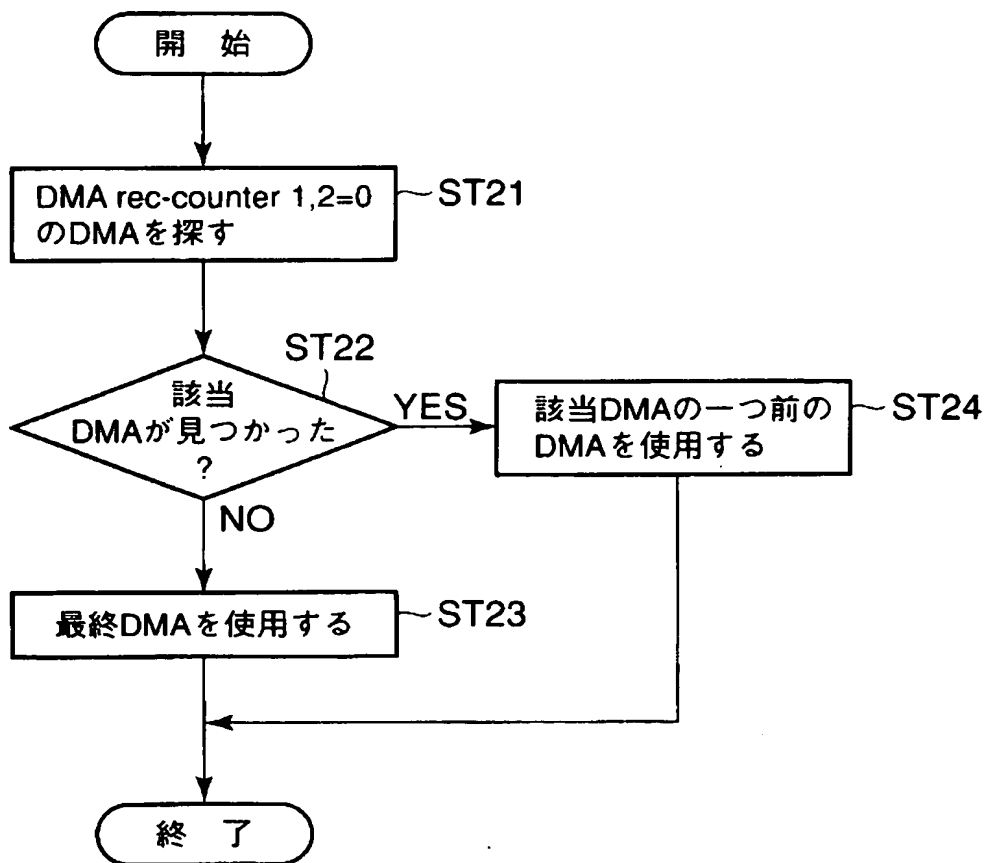 開 始
DMA rec-counter 1,2=0
のDMAを探す
ST21
ST22
該当
DMAが見つかった
?
YES
該当DMAの一つ前の
DMAを使用する
ST24
NO
最終DMAを使用する
ST23
終 了